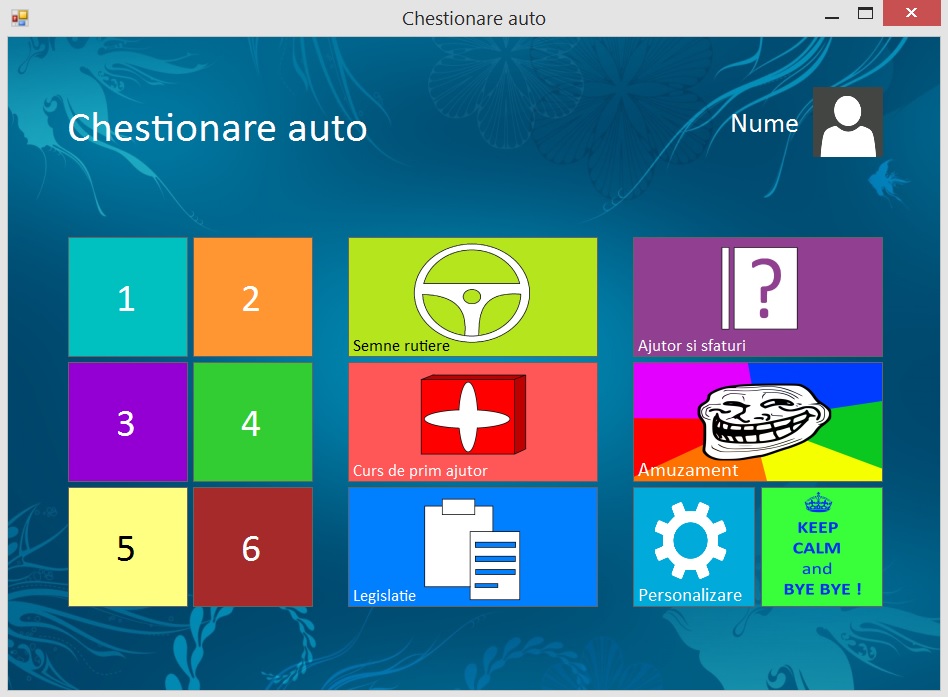 Chestionare auto
Chestionare auto
Nume
1
2
Semne rutiere
?
Ajutor si sfaturi
3
4
Curs de prim ajutor
Amuzament
5
6
Legislatie
Personalizare
KEEP
CALM
and
BYE BYE !